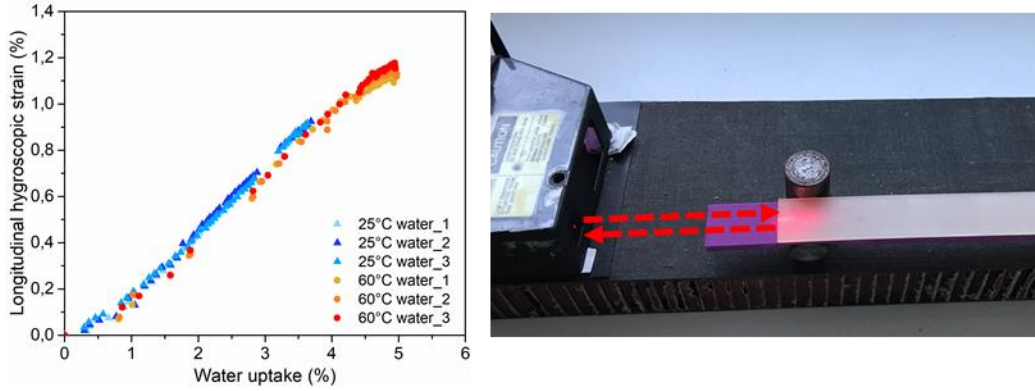 1,4
1,2
1,0
0,8
0,6
0,4
0,2
0,0
Longitudinal hygroscopic strain (%)
25°C water_1
25°C water_2
25°C water_3
60°C water_1
60°C water_2
60°C water_3
0 1 2 3 4 5 6
Water uptake (%)
CAUTION